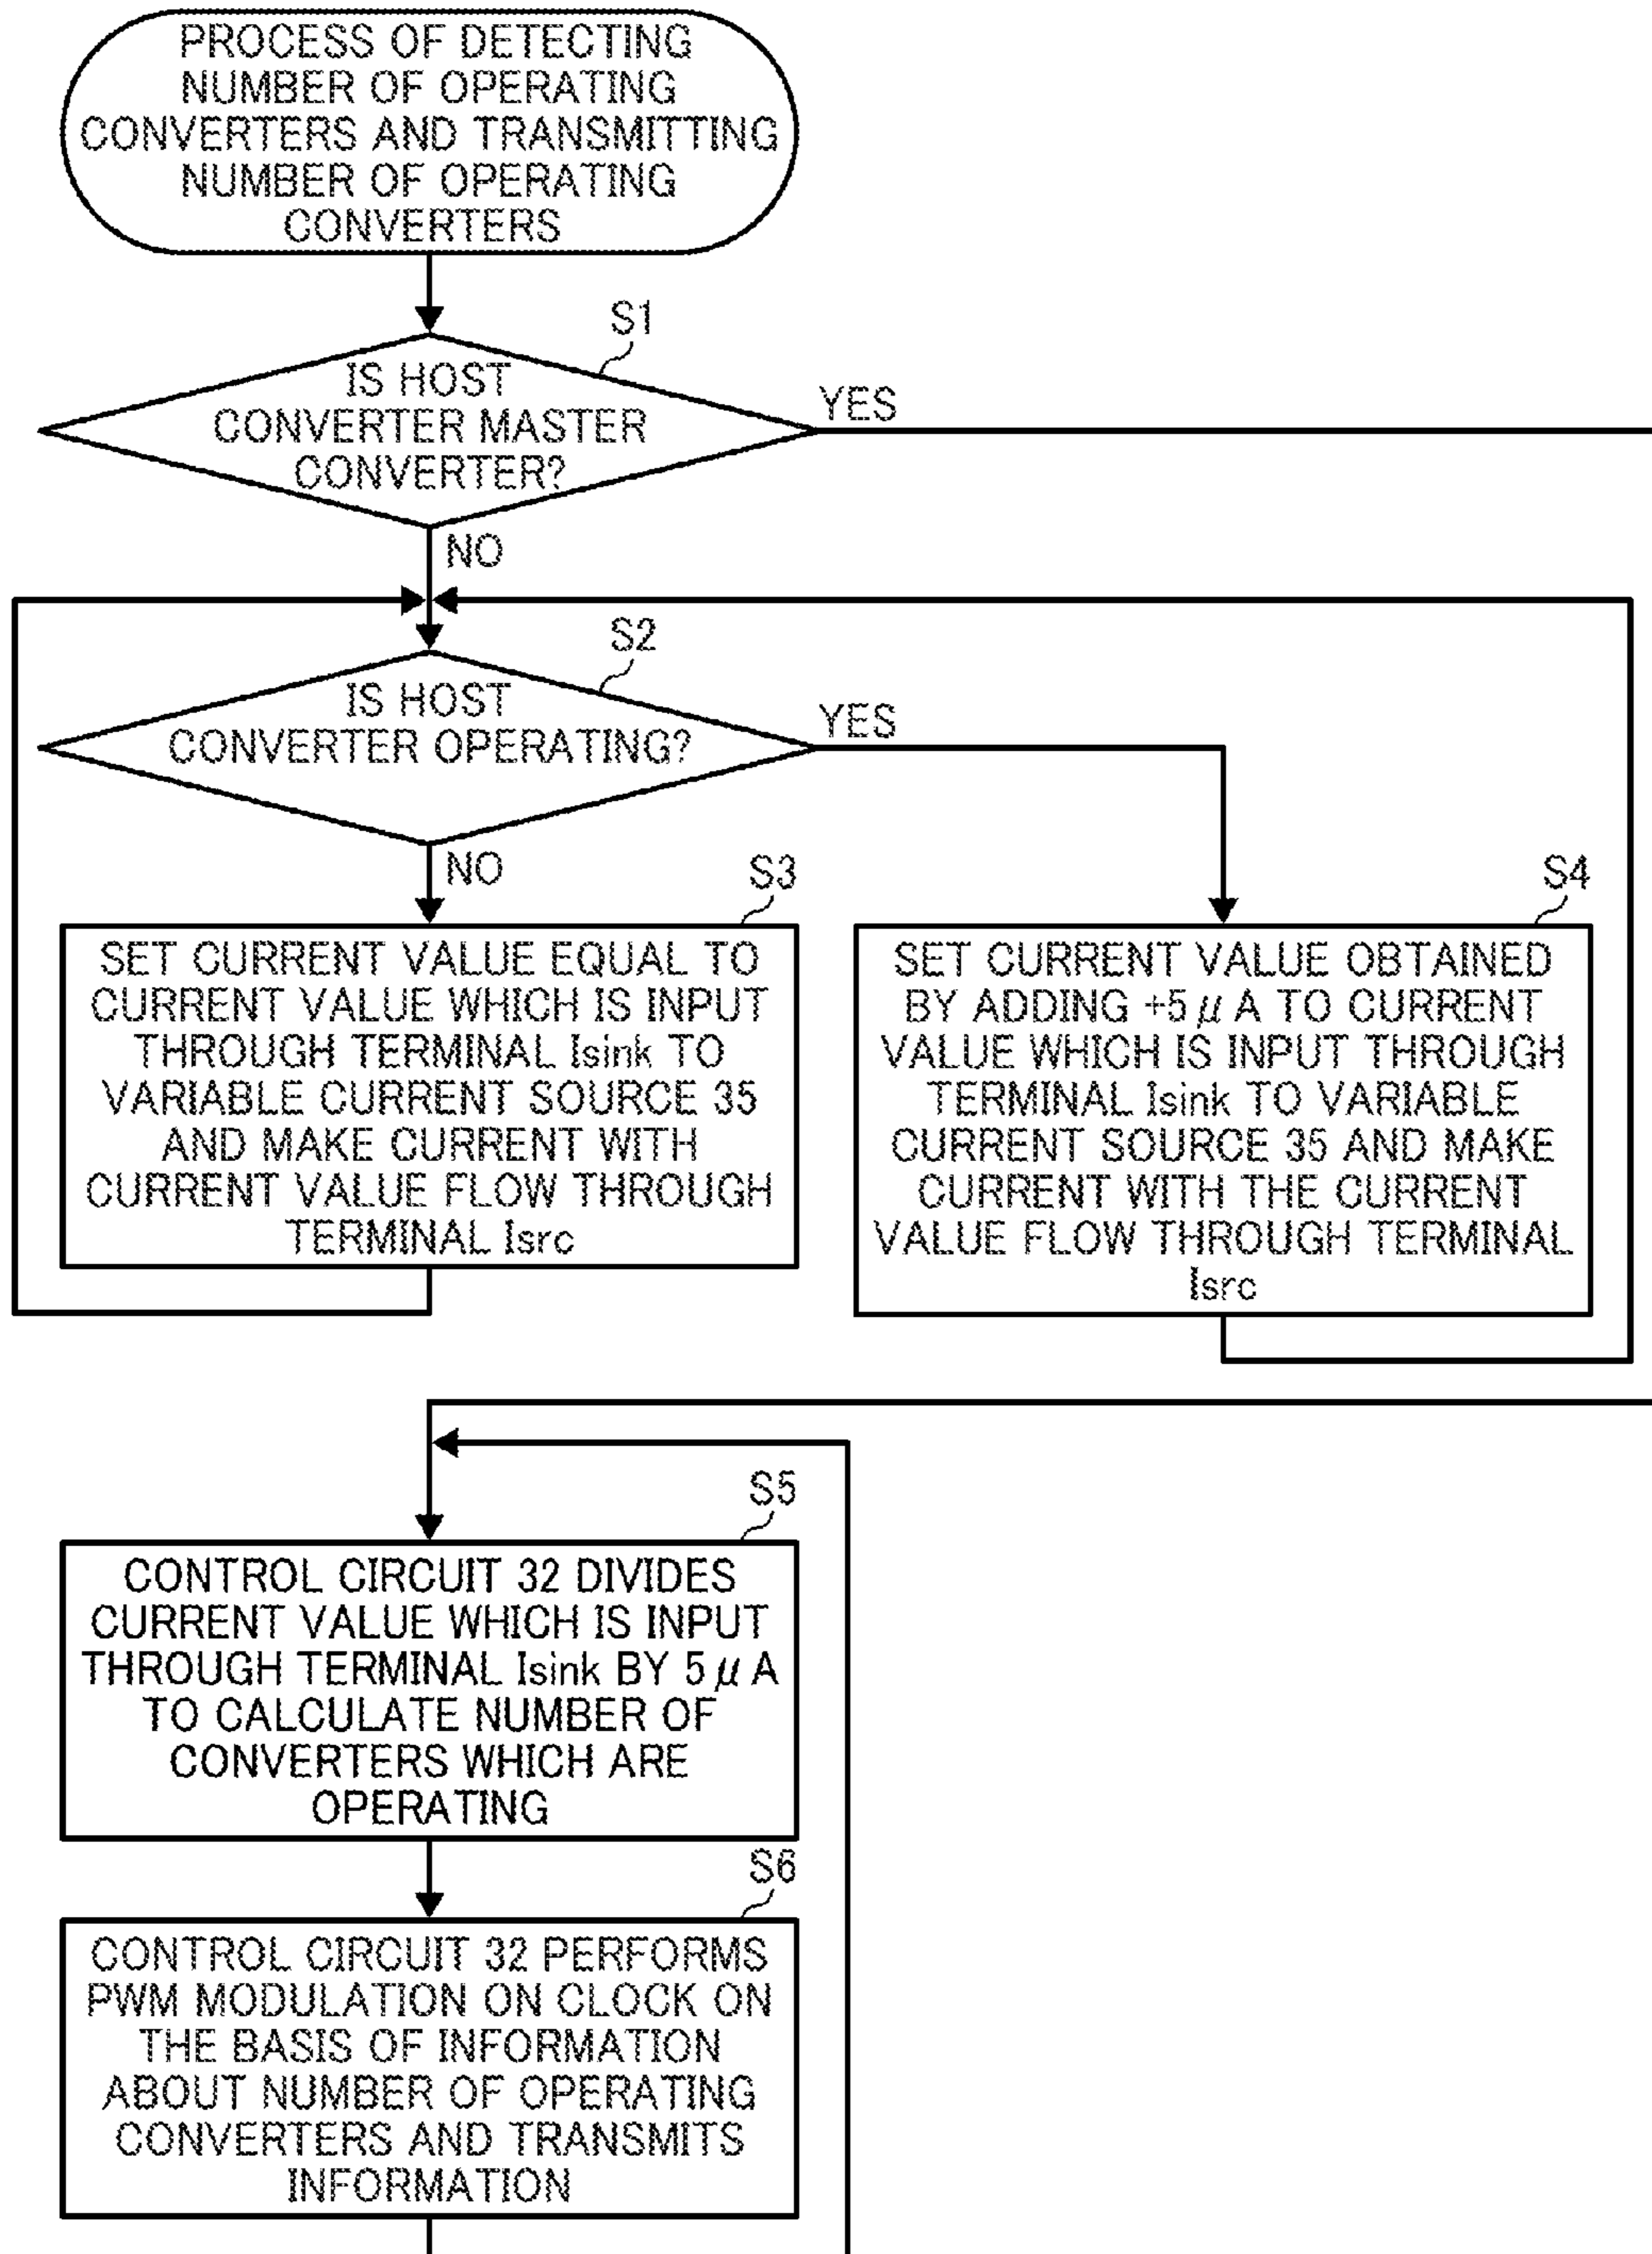 PROCESS OF DETECTING
NUMBER OF OPERATING
CONVERTERS AND TRANSMITTING
NUMBER OF OPERATING
CONVERTERS
S1
IS HOST
CONVERTER MASTER
CONVERTER?
YES
NO
S2
IS HOST
CONVERTER OPERATING?
YES
NO
S3
SET CURRENT VALUE EQUAL TO
CURRENT VALUE WHICH IS INPUT
THROUGH TERMINAL Isink TO
VARIABLE CURRENT SOURCE 35
AND MAKE CURRENT WITH
CURRENT VALUE FLOW THROUGH
TERMINAL Isrc
S4
SET CURRENT VALUE OBTAINED
BY ADDING +5μA TO CURRENT
VALUE WHICH IS INPUT THROUGH
TERMINAL Isink TO VARIABLE
CURRENT SOURCE 35 AND MAKE
CURRENT WITH THE CURRENT
VALUE FLOW THROUGH TERMINAL
Isrc
S5
CONTROL CIRCUIT 32 DIVIDES
CURRENT VALUE WHICH IS INPUT
THROUGH TERMINAL Isink BY 5μA
TO CALCULATE NUMBER OF
CONVERTERS WHICH ARE
OPERATING
S6
CONTROL CIRCUIT 32 PERFORMS
PWM MODULATION ON CLOCK ON
THE BASIS OF INFORMATION
ABOUT NUMBER OF OPERATING
CONVERTERS AND TRANSMITS
INFORMATION